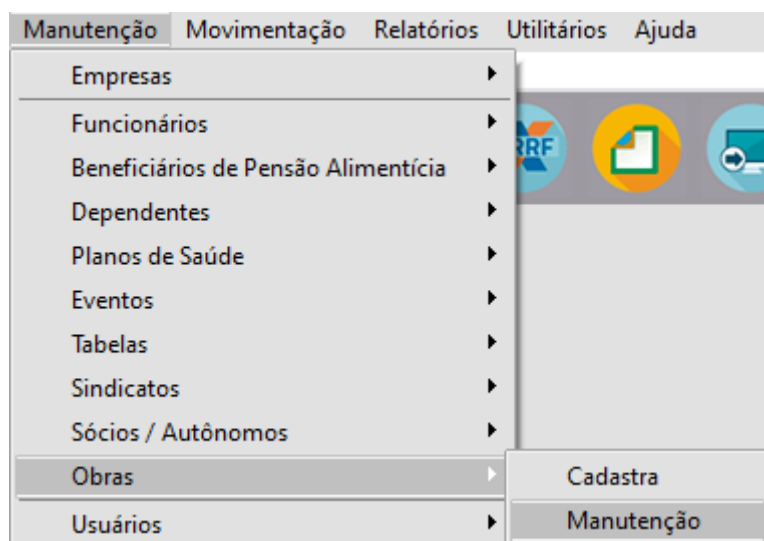 Manutenção Movimentação Relatórios Utilitários Ajuda
Empresas
Funcionários
RRF
Beneficiários de Pensão Alimentícia
Dependentes
Planos de Saúde
Eventos
Tabelas
Sindicatos
Sócios / Autônomos
Obras
Cadastra
Usuários
Manutenção